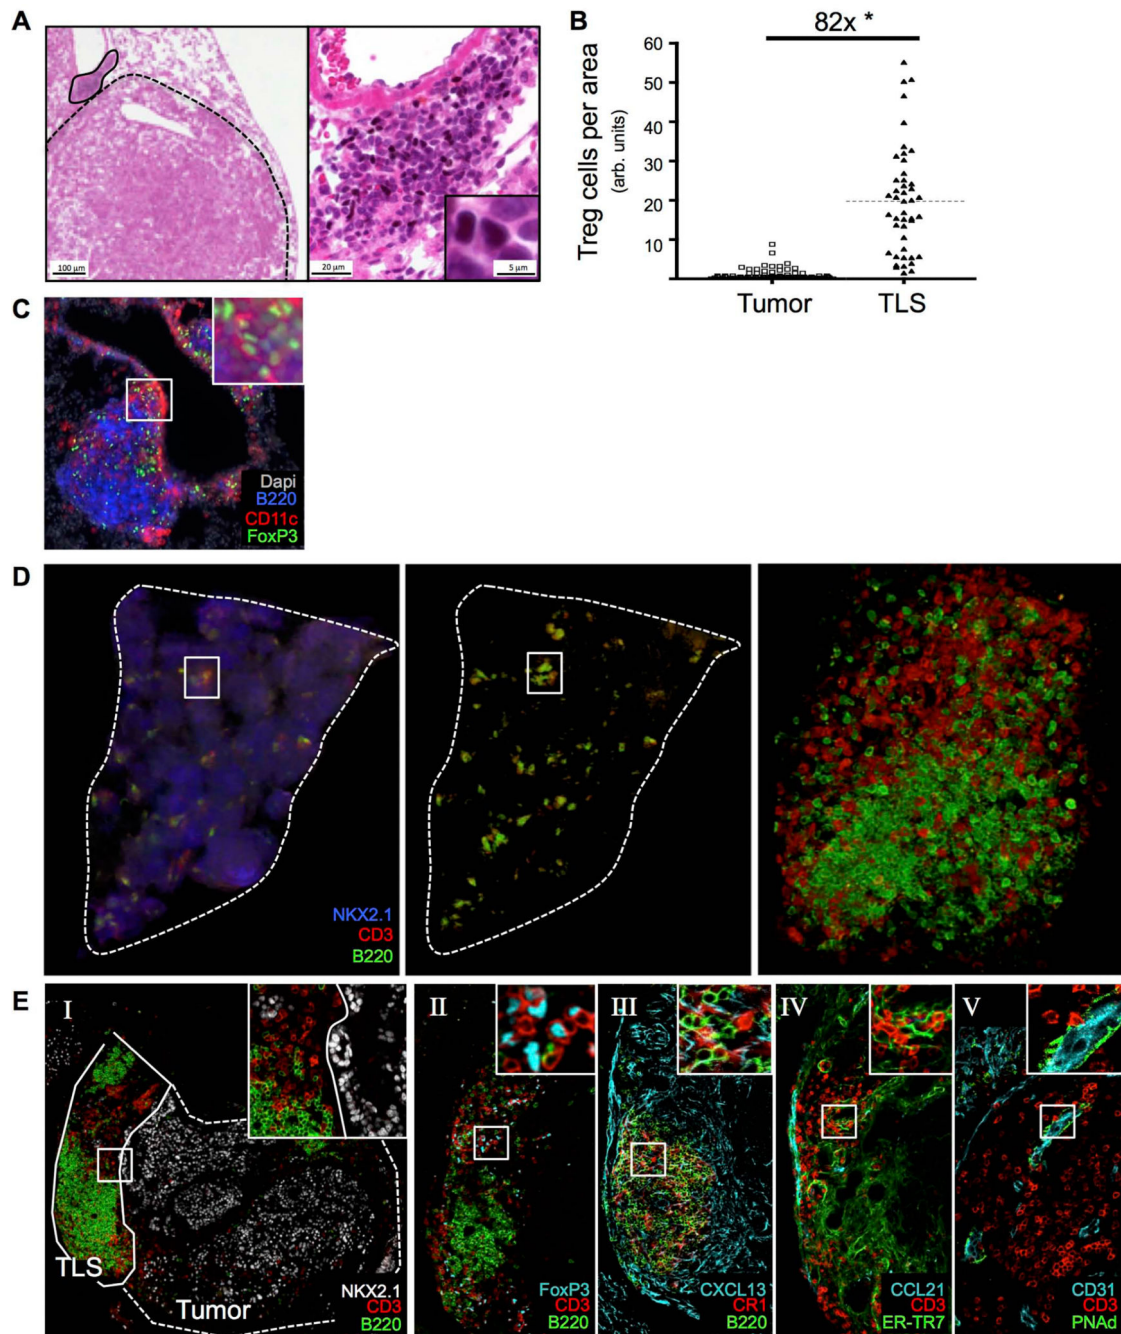 A
100 µm
20 µm
5 µm
B
82x *
Treg cells per area
(arb. units)
60
50
40
30
20
10
Tumor
TLS
C
Dapi
B220
CD11c
FoxP3
D
NKX2.1
CD3
B220
E
I
TLS
Tumor
NKX2.1
CD3
B220
II
FoxP3
CD3
B220
III
CXCL13
CR1
B220
IV
CCL21
CD3
ER-TR7
V
CD31
CD3
PNAd